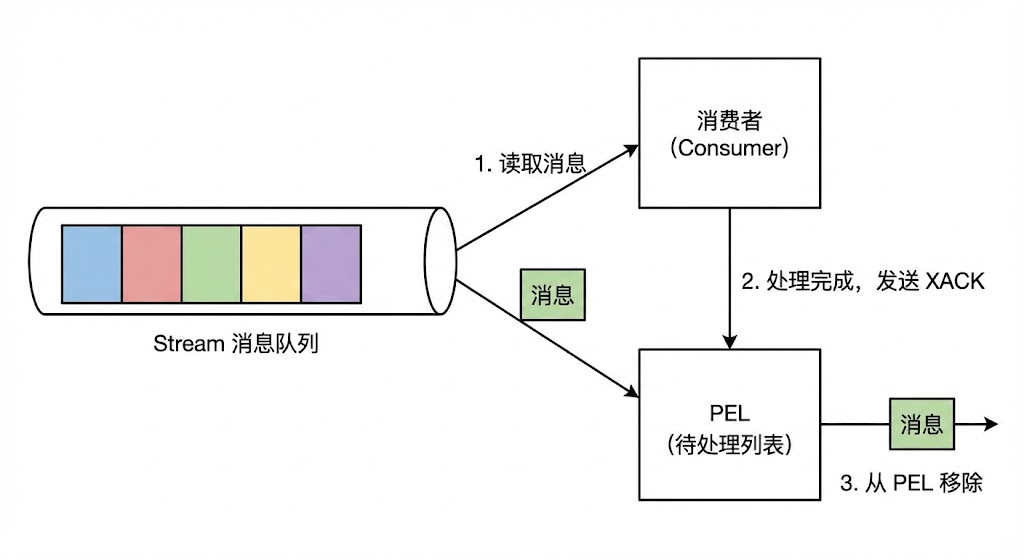 消费者
（Consumer）
1. 读取消息
消息
2. 处理完成，发送 XACK
Stream 消息队列
PEL
（待处理列表）
消息
3. 从 PEL 移除